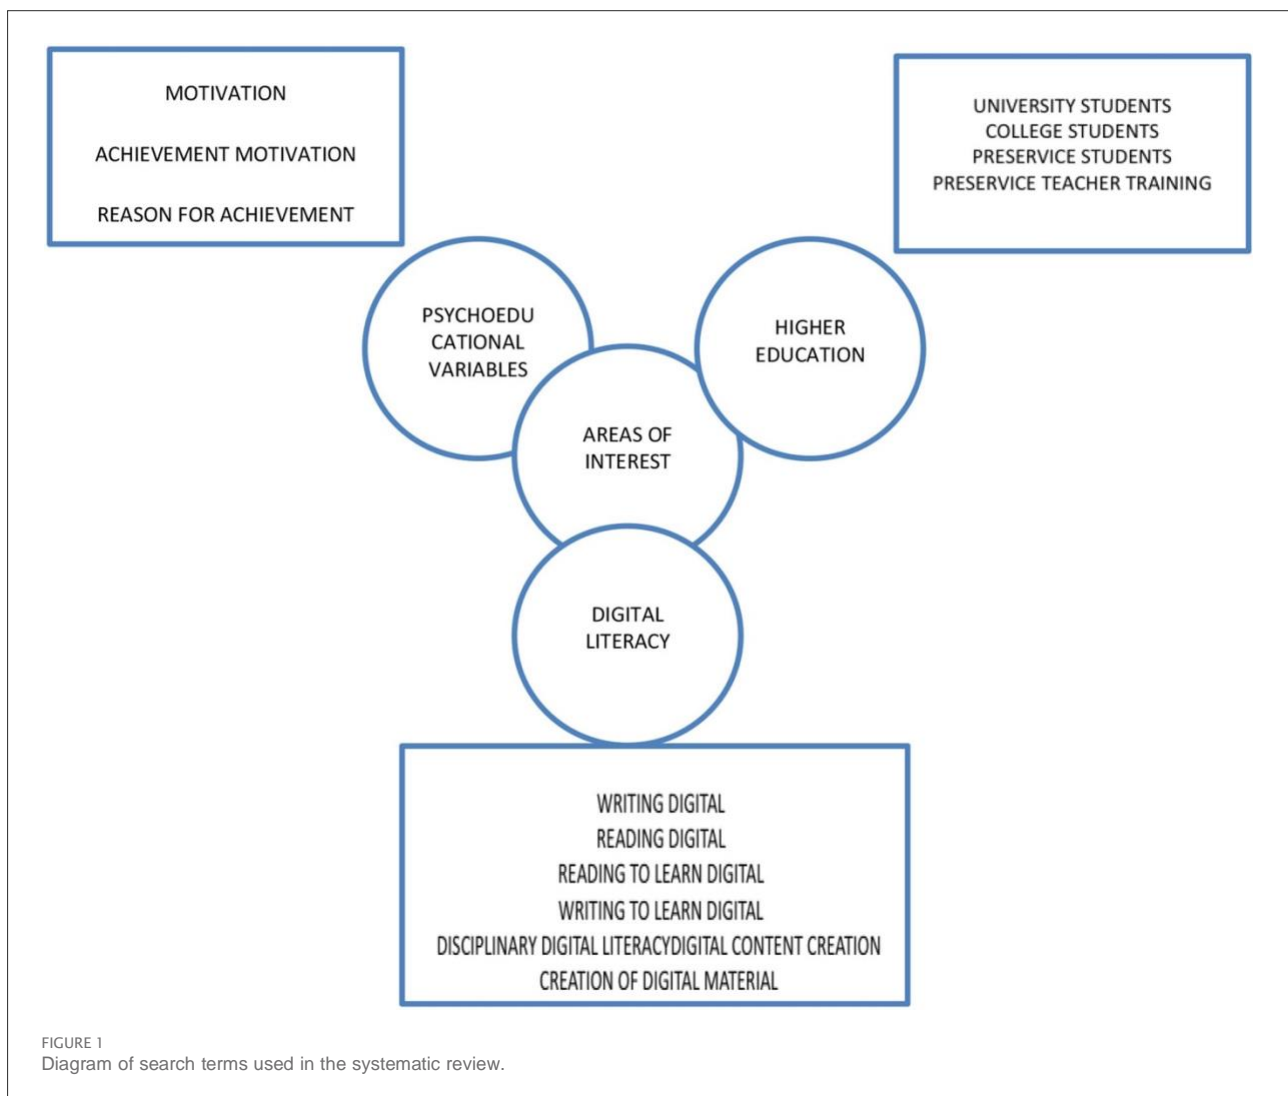 MOTIVATION
ACHIEVEMENT MOTIVATION
REASON FOR ACHIEVEMENT
UNIVERSITY STUDENTS
COLLEGE STUDENTS
PRESERVICE STUDENTS
PRESERVICE TEACHER TRAINING
PSYCHOEDU
CATIONAL
VARIABLES
HIGHER
EDUCATION
AREAS OF
INTEREST
DIGITAL
LITERACY
WRITING DIGITAL
READING DIGITAL
READING TO LEARN DIGITAL
WRITING TO LEARN DIGITAL
DISCIPLINARY DIGITAL LITERACYDIGITAL CONTENT CREATION
CREATION OF DIGITAL MATERIAL
FIGURE 1
Diagram of search terms used in the systematic review.